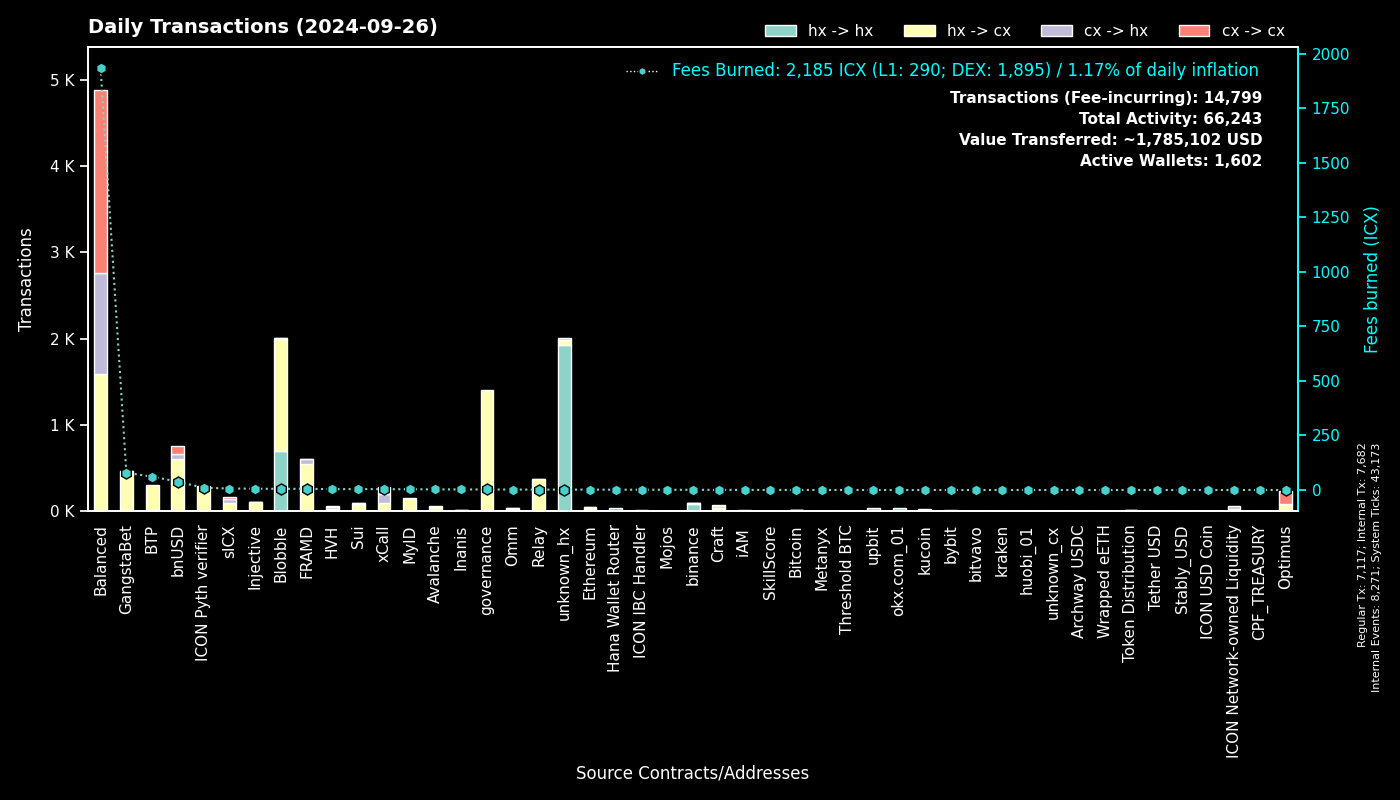 Daily Transactions (2024-09-26)
hx -> hx
hx -> cx
cx -> hx
cx -> cx
Fees Burned: 2,185 ICX (L1: 290; DEX: 1,895) / 1.17% of daily inflation
Transactions (Fee-incurring): 14,799
Total Activity: 66,243
Value Transferred: ~1,785,102 USD
Active Wallets: 1,602
Transactions
5 K
4 K
3 K
2 K
1 K
0 K
2000
1750
1500
1250
1000
750
500
250
0
Fees burned (ICX)
Regular Tx: 7,117; Internal Tx: 7,682
Internal Events: 8,271; System Ticks: 43,173
Balanced
GangstaBet
BTP
bnUSD
ICON Pyth verifier
sICX
Injective
Blobble
FRAMD
HVH
Sui
xCall
MyID
Avalanche
Inanis
governance
Omm
Relay
unknown_hx
Ethereum
Hana Wallet Router
ICON IBC Handler
Mojos
binance
Craft
iAM
SkillScore
Bitcoin
Metanyx
Threshold BTC
upbit
okx.com_01
kucoin
bybit
bitvavo
kraken
huobi_01
unknown_cx
Archway USDC
Wrapped eETH
Token Distribution
Tether USD
Stably_USD
ICON USD Coin
ICON Network-owned Liquidity
CPF_TREASURY
Optimus
Source Contracts/Addresses